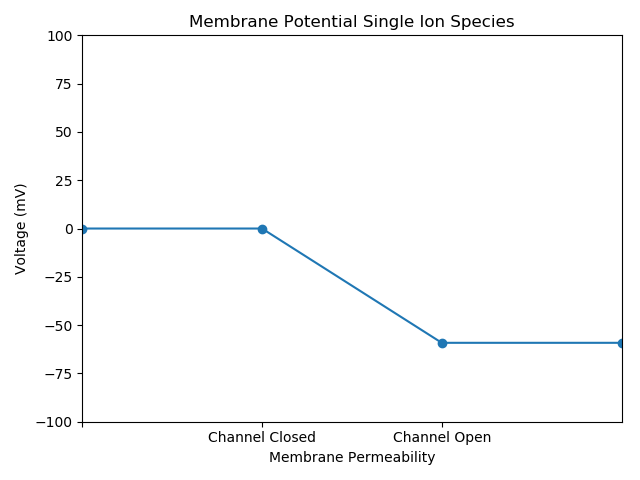 Membrane Potential Single Ion Species
100
75
50
25
0
−25
−50
−75
−100
Voltage (mV)
Channel Closed
Channel Open
Membrane Permeability